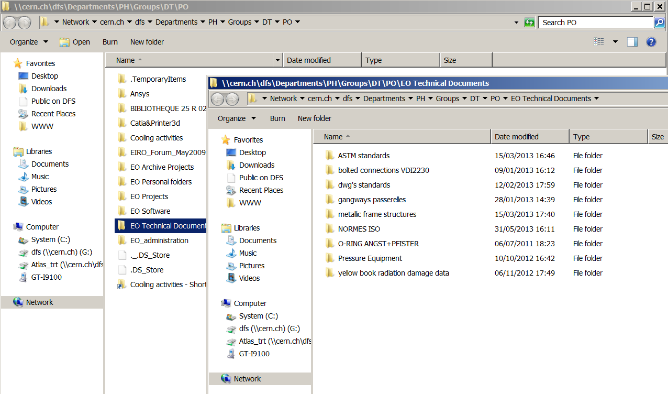 \\cern.ch\dfs\Departments\PH\Groups\DT\PO
Network cern.ch dfs Departments PH Groups DT PO
Search PO
Organize Open Burn New folder
Favorites
Desktop
Downloads
Public on DFS
Recent Places
WWW
Libraries
Documents
Music
Pictures
Videos
Computer
System (C:)
dfs (\\cern.ch) (G:)
Atlas_trt (\\cern.ch\dfs
GT-I9100
Network
Name Date modified Type Size
.TemporaryItems
Ansys
BIBLIOTHEQUE 25 R 02
Catia&Printer3d
Cooling activities
EIRO_Forum_May2009
EO Archive Projects
EO Personal folders
EO Projects
EO Software
EO Technical Document
EO_administration
._.DS_Store
.DS_Store
Cooling activities - Short
\\cern.ch\dfs\Departments\PH\Groups\DT\PO\EO Technical Documents
Network cern.ch dfs Departments PH Groups DT PO EO Technical Documents
Organize Burn New folder
Favorites
Desktop
Downloads
Public on DFS
Recent Places
WWW
Libraries
Documents
Music
Pictures
Videos
Computer
System (C:)
dfs (\\cern.ch) (G:)
Atlas_trt (\\cern.ch\dfs
GT-I9100
Network
Name Date modified Type Size
ASTM standards 15/03/2013 16:46 File folder
bolted connections VDI2230 09/01/2013 16:12 File folder
dwg's standards 12/02/2013 17:59 File folder
gangways passerelles 28/01/2013 14:39 File folder
metalic frame structures 15/03/2013 17:40 File folder
NORMES ISO 31/05/2013 16:11 File folder
O-RING ANGST+PFISTER 06/07/2011 18:23 File folder
Pressure Equipment 10/10/2012 16:42 File folder
yelow book radiation damage data 06/11/2012 17:49 File folder